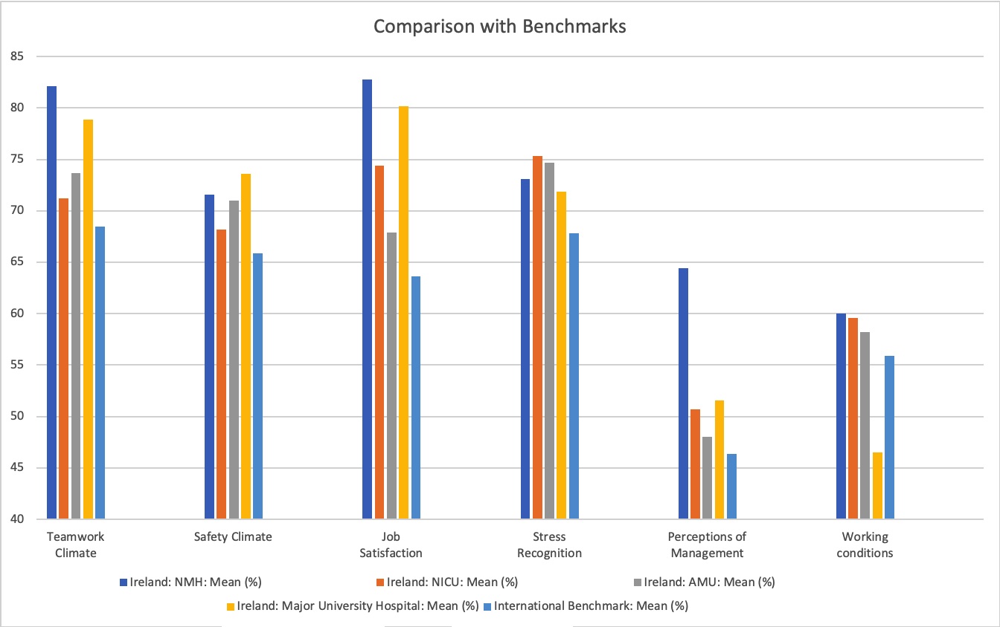 Comparison with Benchmarks
85
80
75
70
65
60
55
50
45
40
Teamwork
Climate
Safety Climate
Job
Satisfaction
Stress
Recognition
Perceptions of
Management
Working
conditions
Ireland: NMH: Mean (%)
Ireland: NICU: Mean (%)
Ireland: AMU: Mean (%)
Ireland: Major University Hospital: Mean (%)
International Benchmark: Mean (%)